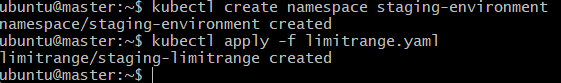 ubuntu@master:~$ kubectl create namespace staging-environment
namespace/staging-environment created
ubuntu@master:~$ kubectl apply -f limitrange.yaml
limitrange/staging-limitrange created
ubuntu@master:~$